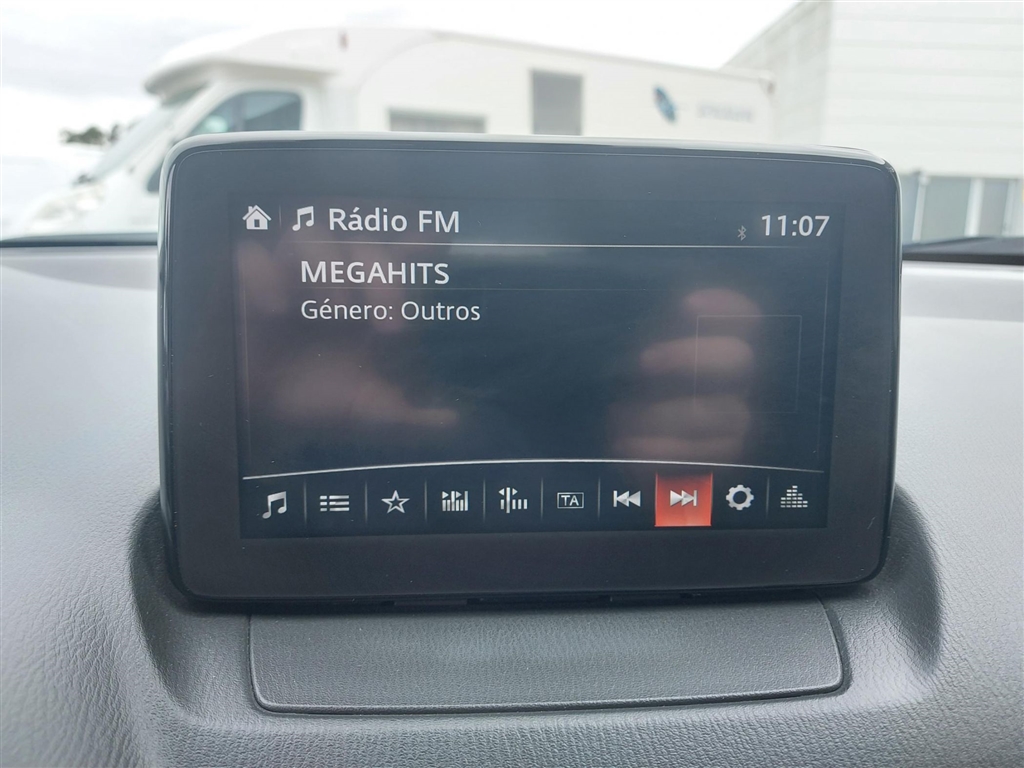 Rádio FM
11:07
MEGAHITS
Género: Outros
TA